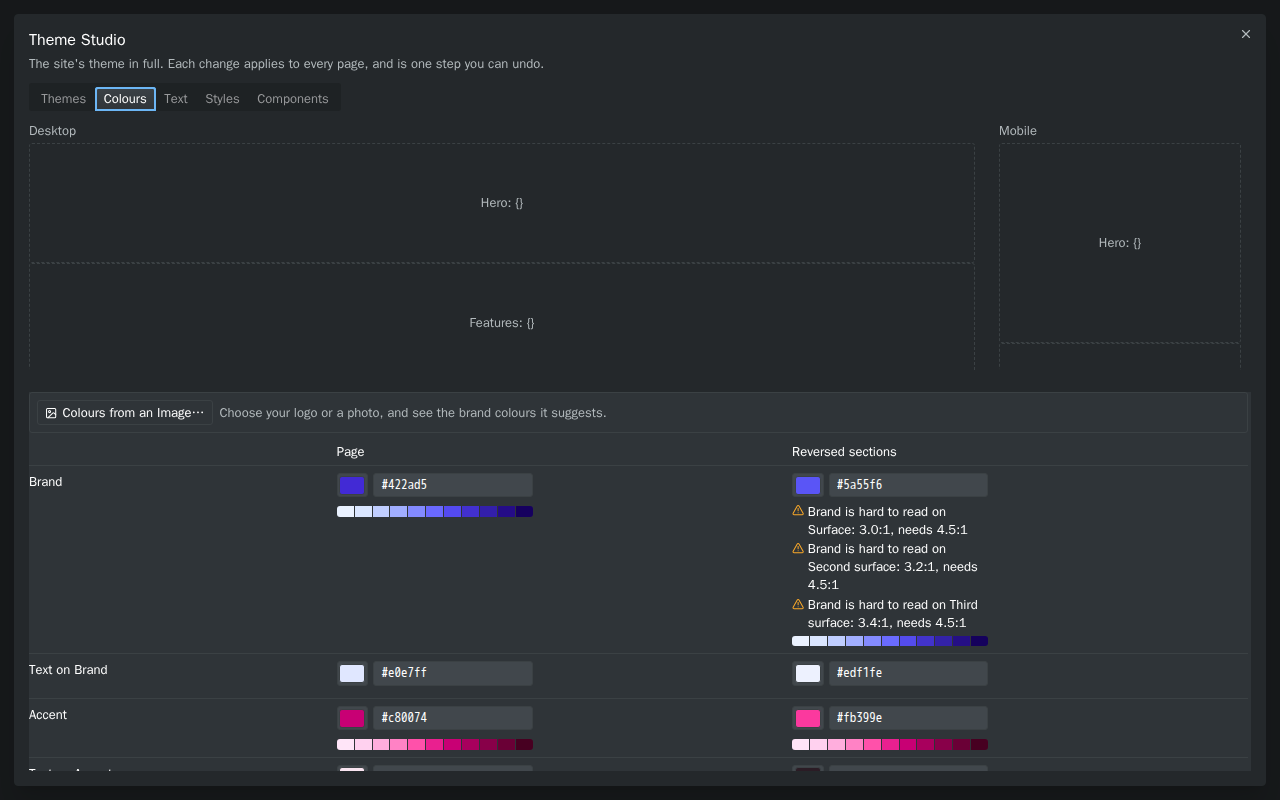 Theme Studio
The site's theme in full. Each change applies to every page, and is one step you can undo.
Themes Colours Text Styles Components
Desktop Mobile
Hero: {}
Hero: {}
Features: {}
Colours from an Image··· Choose your logo or a photo, and see the brand colours it suggests.
Page Reversed sections
Brand #422ad5 #5a55f6
Brand is hard to read on
Surface: 3.0:1, needs 4.5:1
Brand is hard to read on
Second surface: 3.2:1, needs
4.5:1
Brand is hard to read on Third
surface: 3.4:1, needs 4.5:1
Text on Brand #e0e7ff #edf1fe
Accent #c80074 #fb399e